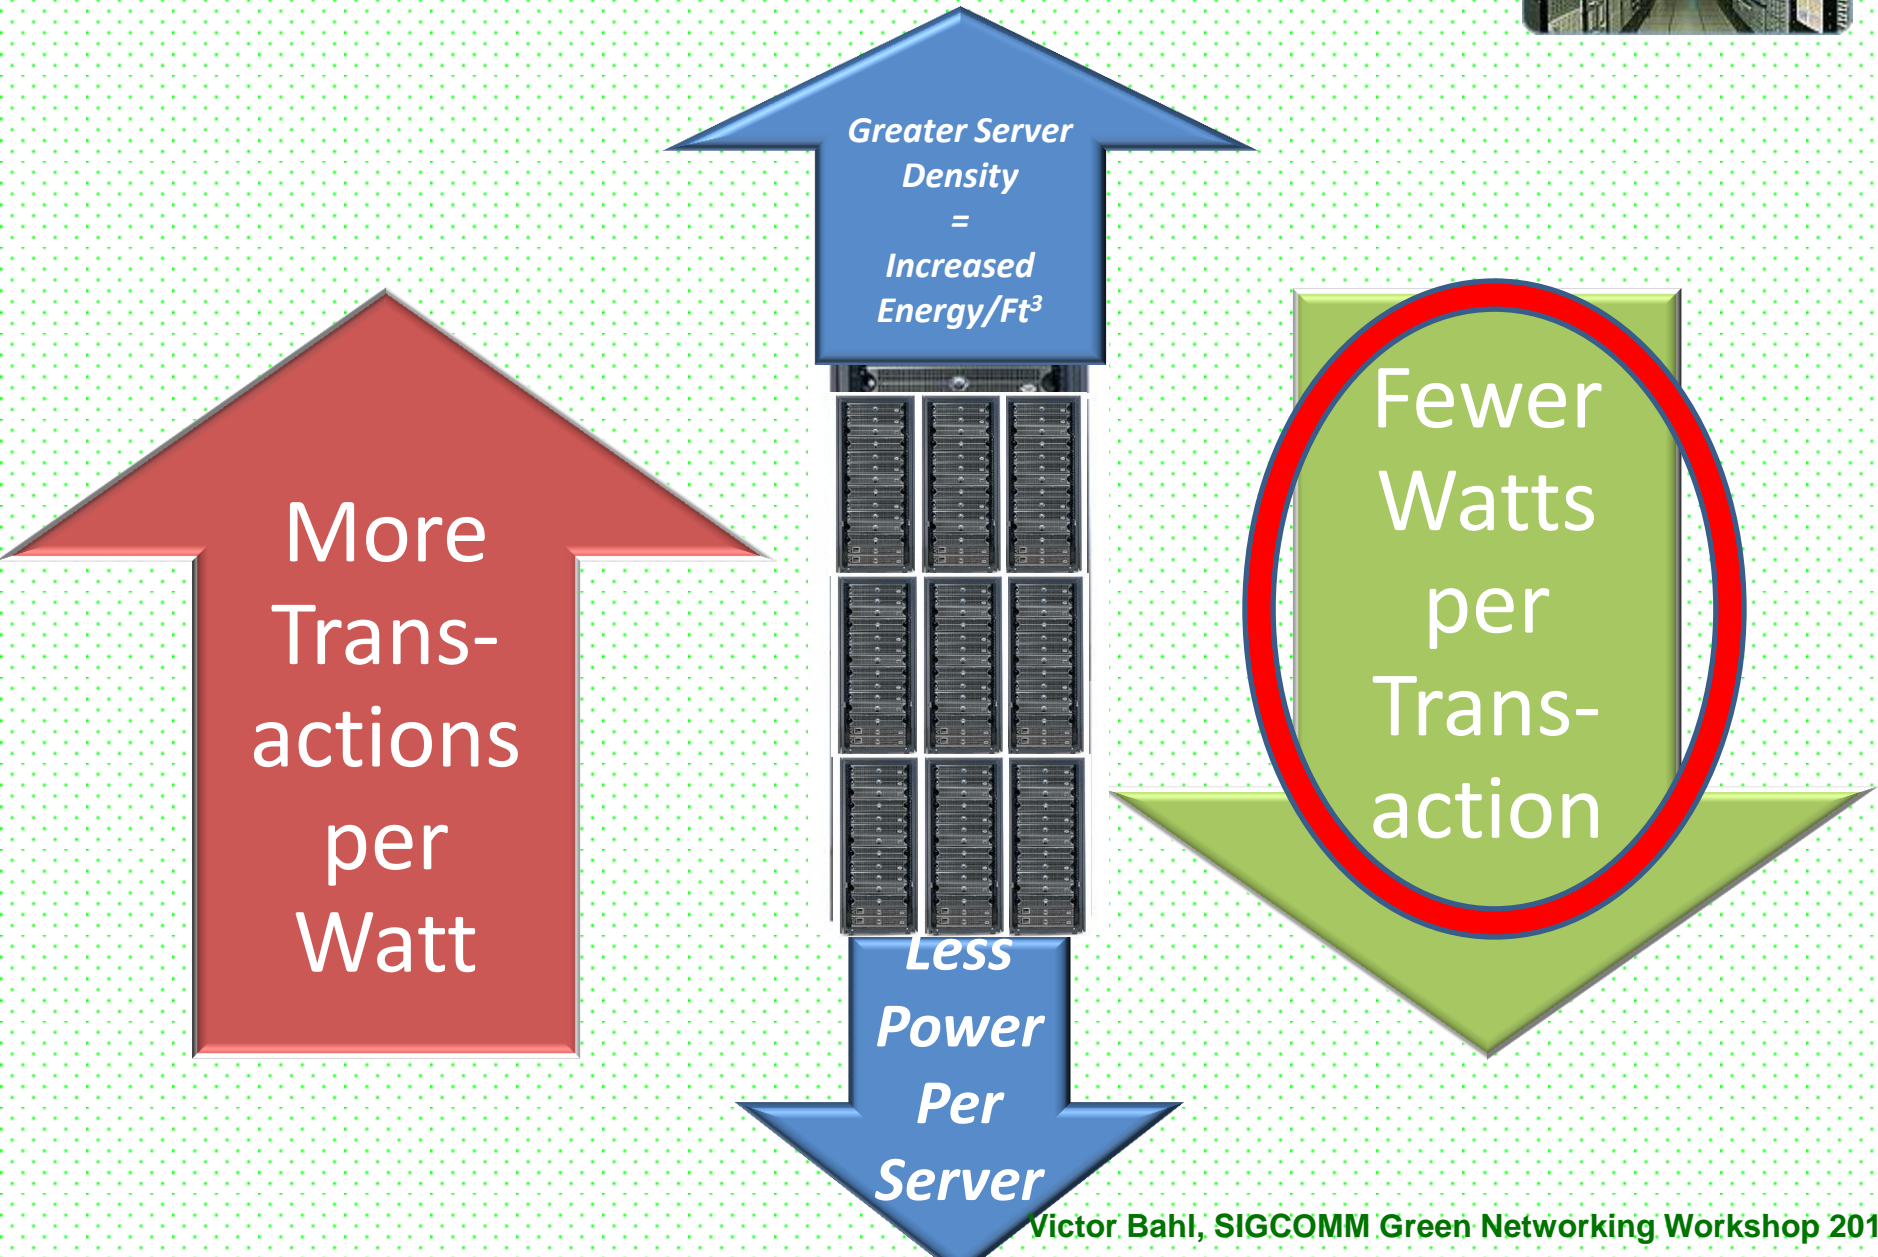 Greater Server
Density
=
Increased
Energy/Ft³
More
Trans-
actions
per
Watt
Fewer
Watts
per
Trans-
action
Less
Power
Per
Server
Victor Bahl, SIGCOMM Green Networking Workshop 201